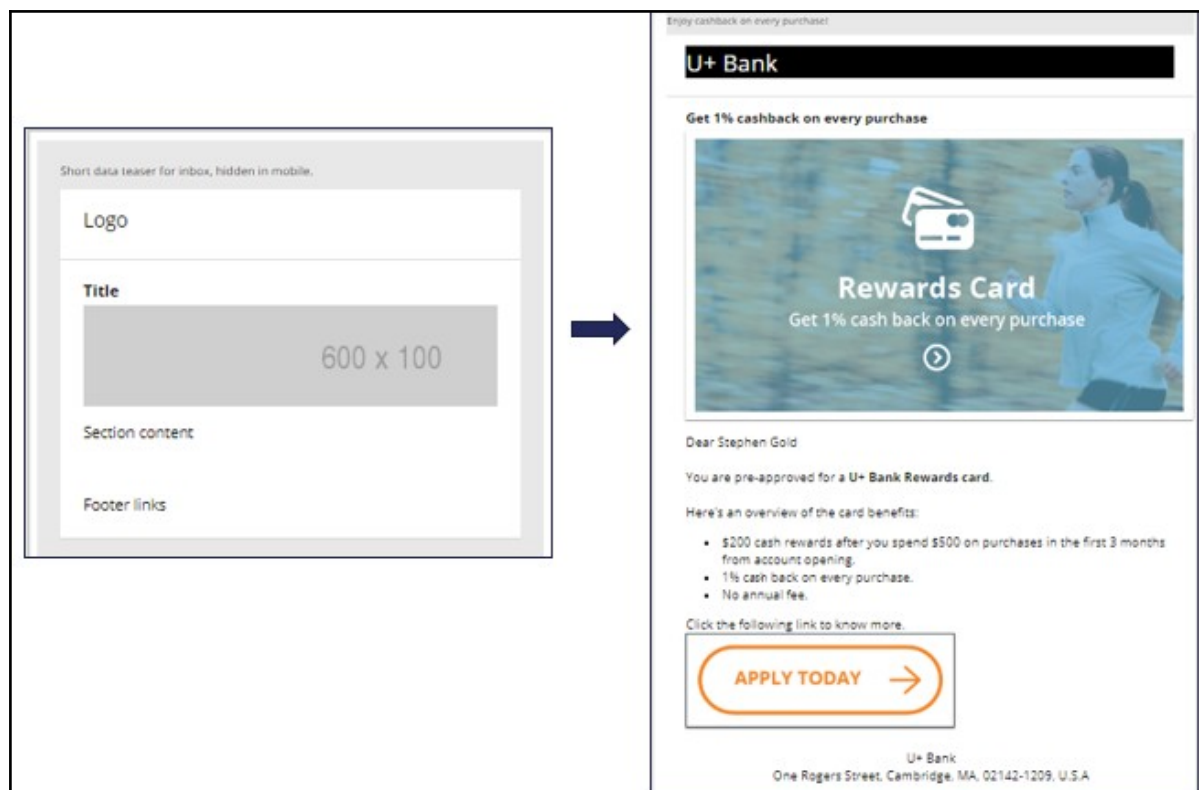 Short data teaser for inbox, hidden in mobile.
Logo
Title
600 x 100
Section content
Footer links
Enjoy cashback on every purchase!
U+ Bank
Get 1% cashback on every purchase
Rewards Card
Get 1% cash back on every purchase
Dear Stephen Gold
You are pre-approved for a U+ Bank Rewards card.
Here's an overview of the card benefits:
• $200 cash rewards after you spend $500 on purchases in the first 3 months
from account opening.
• 1% cash back on every purchase.
• No annual fee.
Click the following link to know more.
APPLY TODAY
U+ Bank
One Rogers Street, Cambridge, MA, 02142-1209, U.S.A